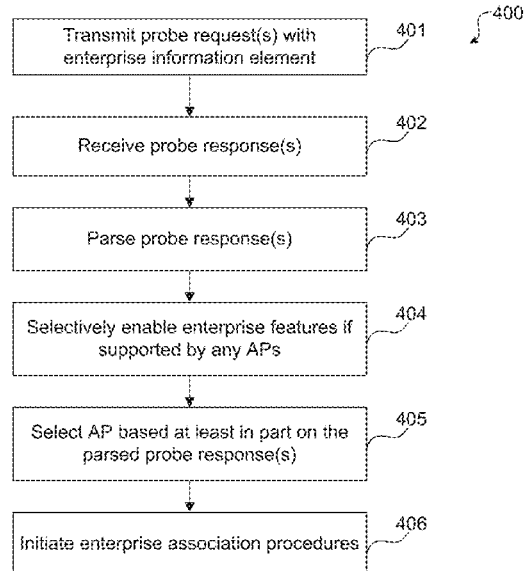 400
Transmit probe request(s) with
enterprise information element
401
Receive probe response(s)
402
Parse probe response(s)
403
Selectively enable enterprise features if
supported by any APs
404
Select AP based at least in part on the
parsed probe response(s)
405
Initiate enterprise association procedures
406